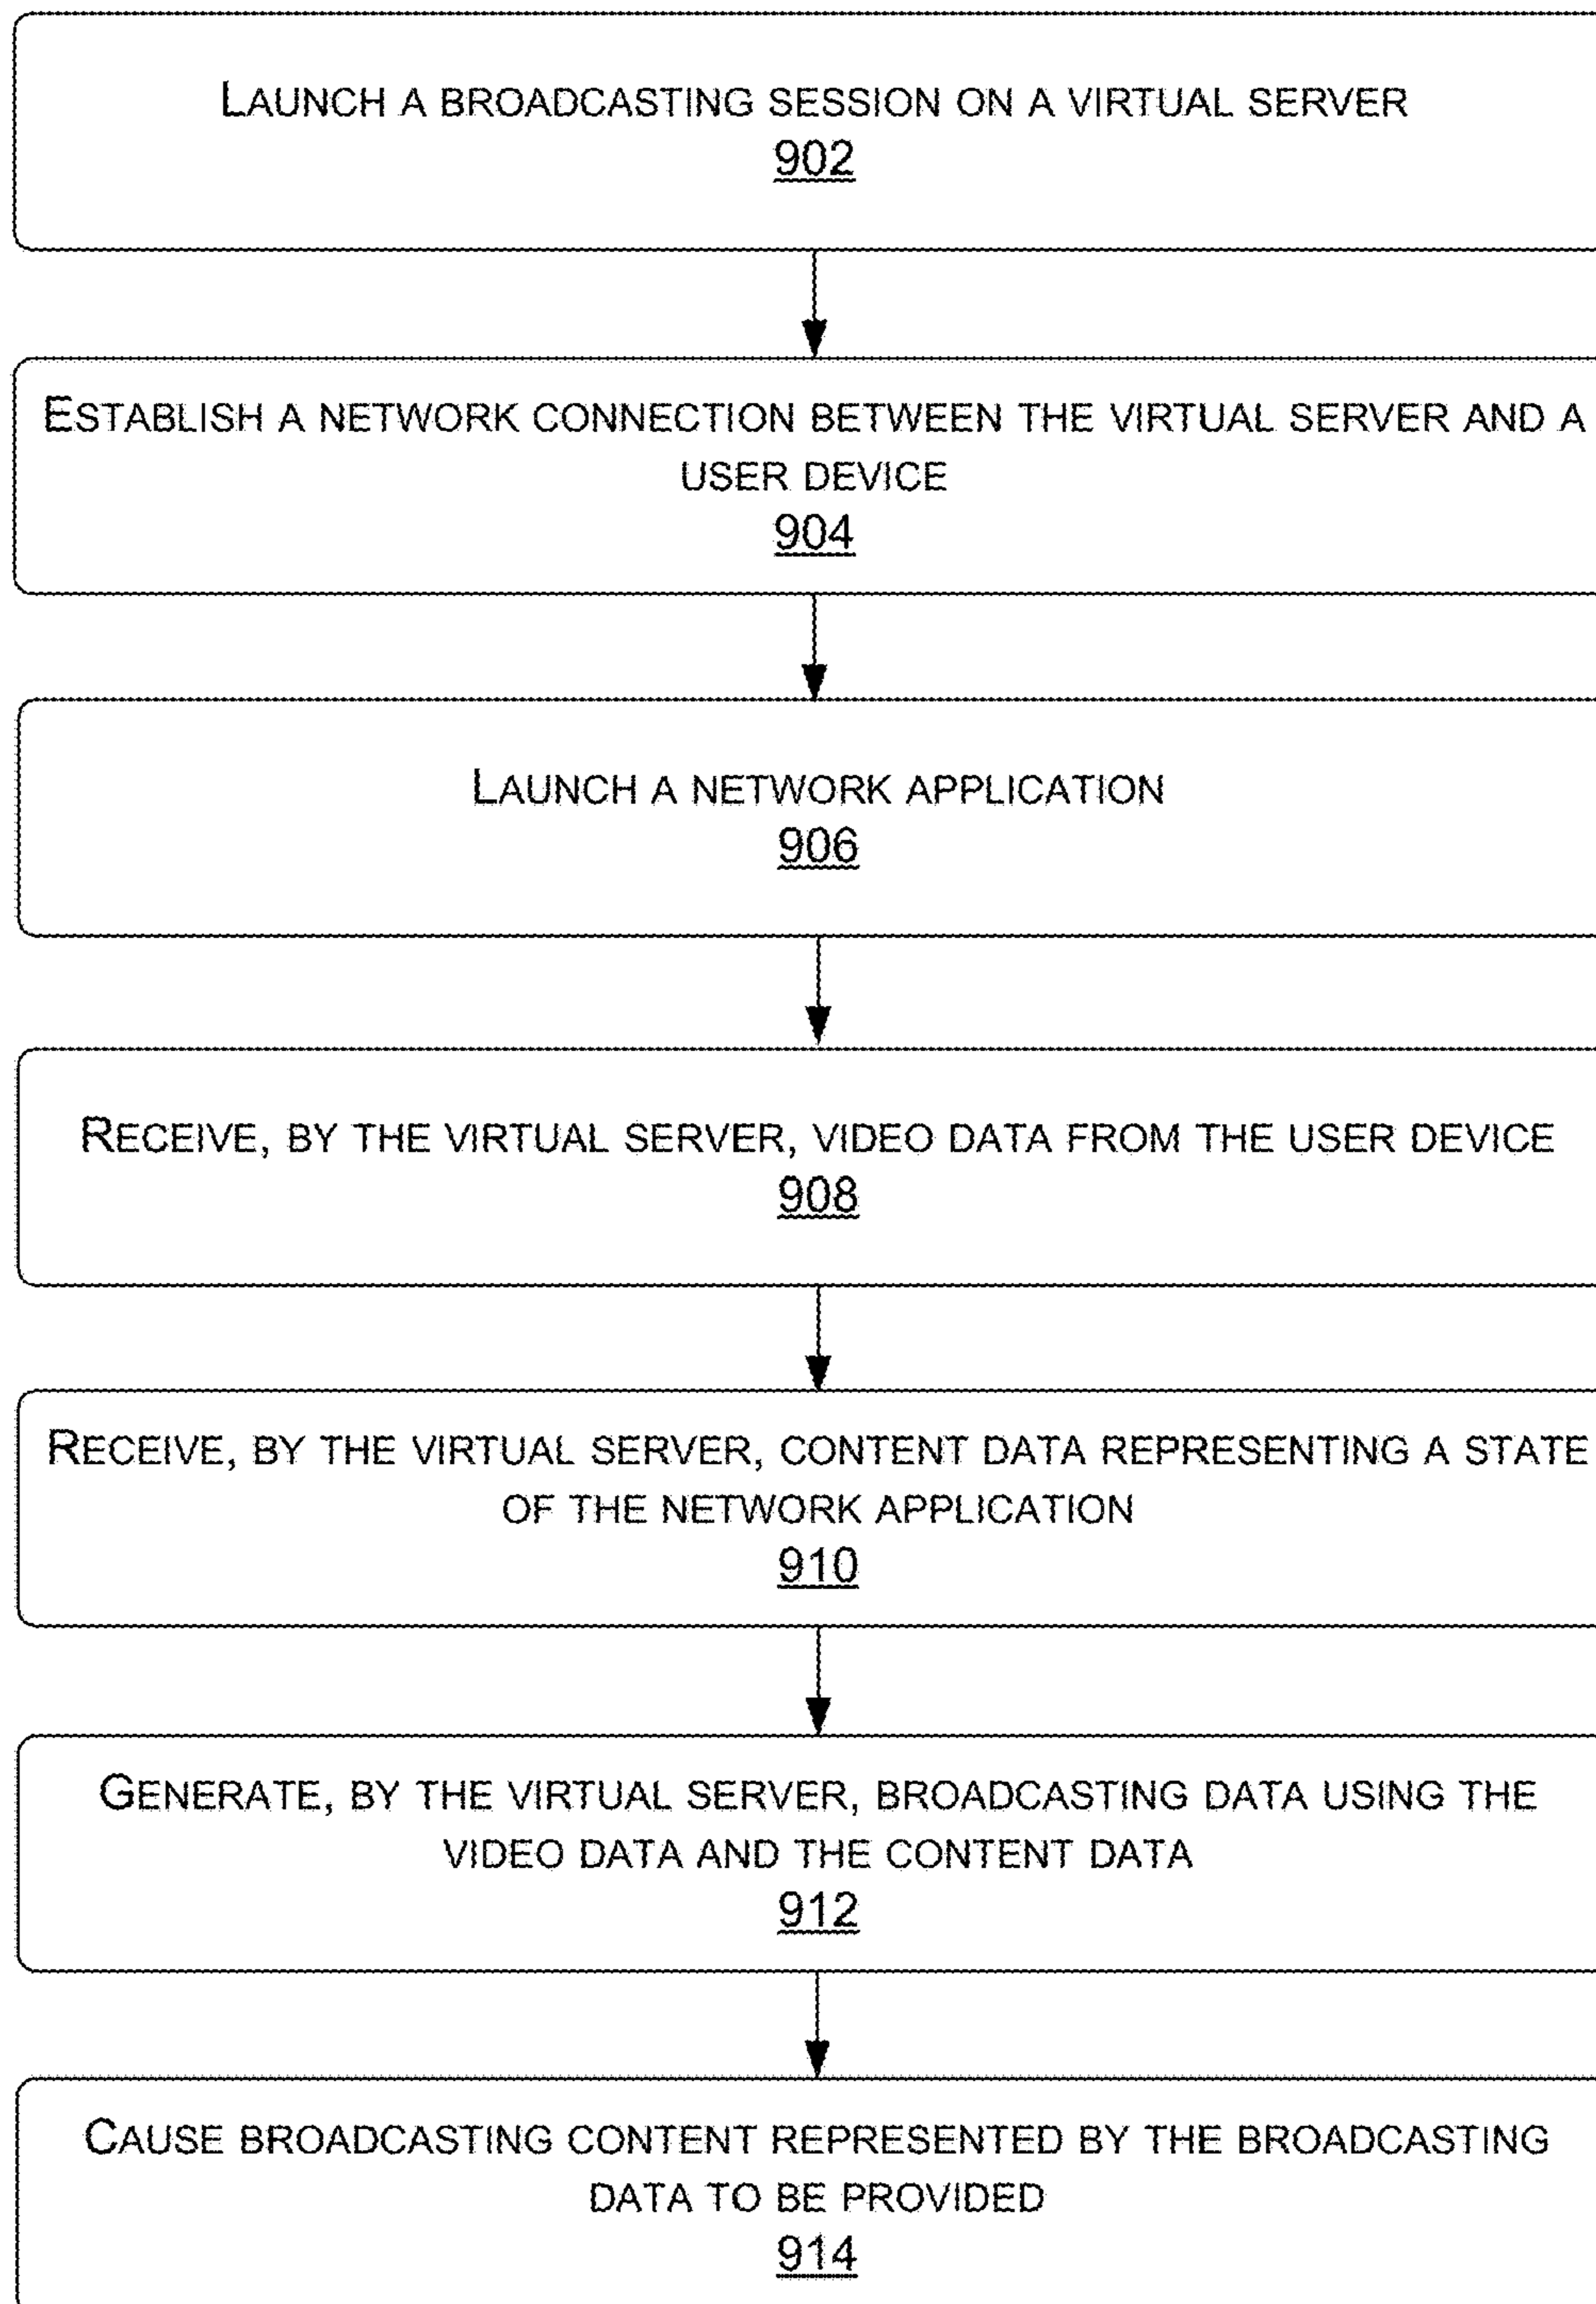 LAUNCH A BROADCASTING SESSION ON A VIRTUAL SERVER
902
ESTABLISH A NETWORK CONNECTION BETWEEN THE VIRTUAL SERVER AND A
USER DEVICE
904
LAUNCH A NETWORK APPLICATION
906
RECEIVE, BY THE VIRTUAL SERVER, VIDEO DATA FROM THE USER DEVICE
908
RECEIVE, BY THE VIRTUAL SERVER, CONTENT DATA REPRESENTING A STATE
OF THE NETWORK APPLICATION
910
GENERATE, BY THE VIRTUAL SERVER, BROADCASTING DATA USING THE
VIDEO DATA AND THE CONTENT DATA
912
CAUSE BROADCASTING CONTENT REPRESENTED BY THE BROADCASTING
DATA TO BE PROVIDED
914